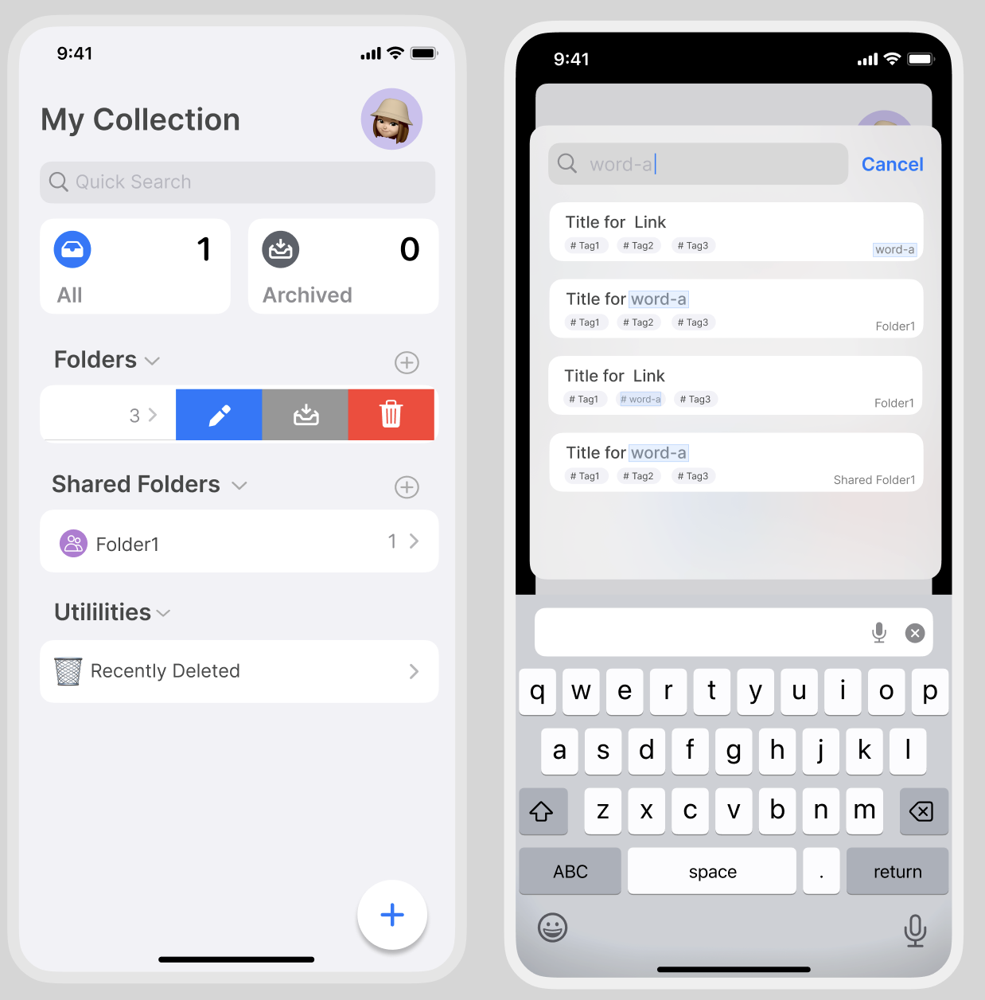 9:41
My Collection
Quick Search
1
0
All
Archived
Folders
3
Shared Folders
Folder1
1
Utililities
Recently Deleted
9:41
word-a
Cancel
Title for Link
# Tag1 # Tag2 # Tag3
word-a
Title for word-a
# Tag1 # Tag2 # Tag3
Folder1
Title for Link
# Tag1 # word-a # Tag3
Folder1
Title for word-a
# Tag1 # Tag2 # Tag3
Shared Folder1
q w e r t y u i o p
a s d f g h j k l
z x c v b n m
ABC space . return